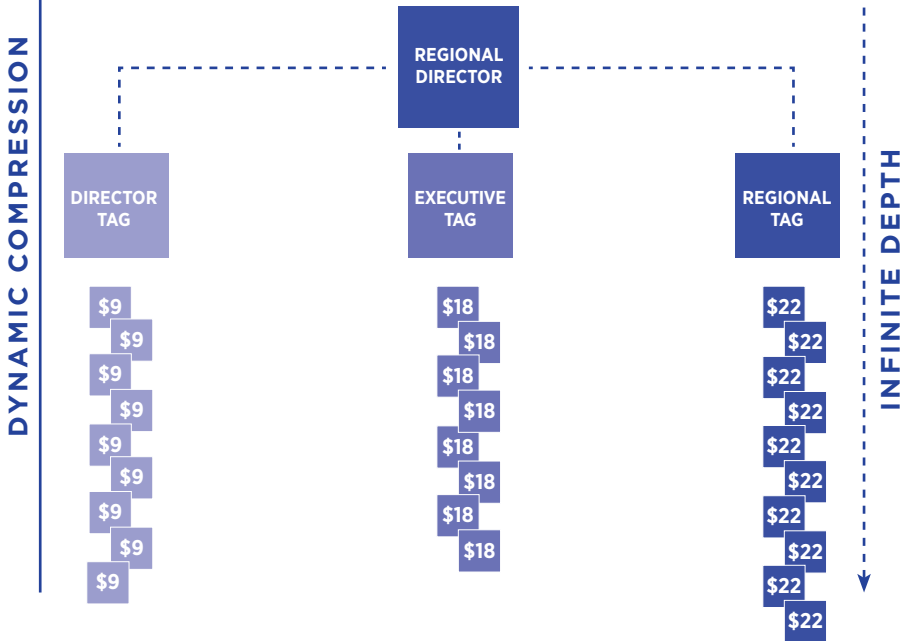 DYNAMIC COMPRESSION
REGIONAL
DIRECTOR
DIRECTOR
TAG
EXECUTIVE
TAG
REGIONAL
TAG
$9
$9
$9
$9
$9
$9
$9
$9
$9
$18
$18
$18
$18
$18
$18
$18
$18
$22
$22
$22
$22
$22
$22
$22
$22
$22
$22
INFINITE DEPTH